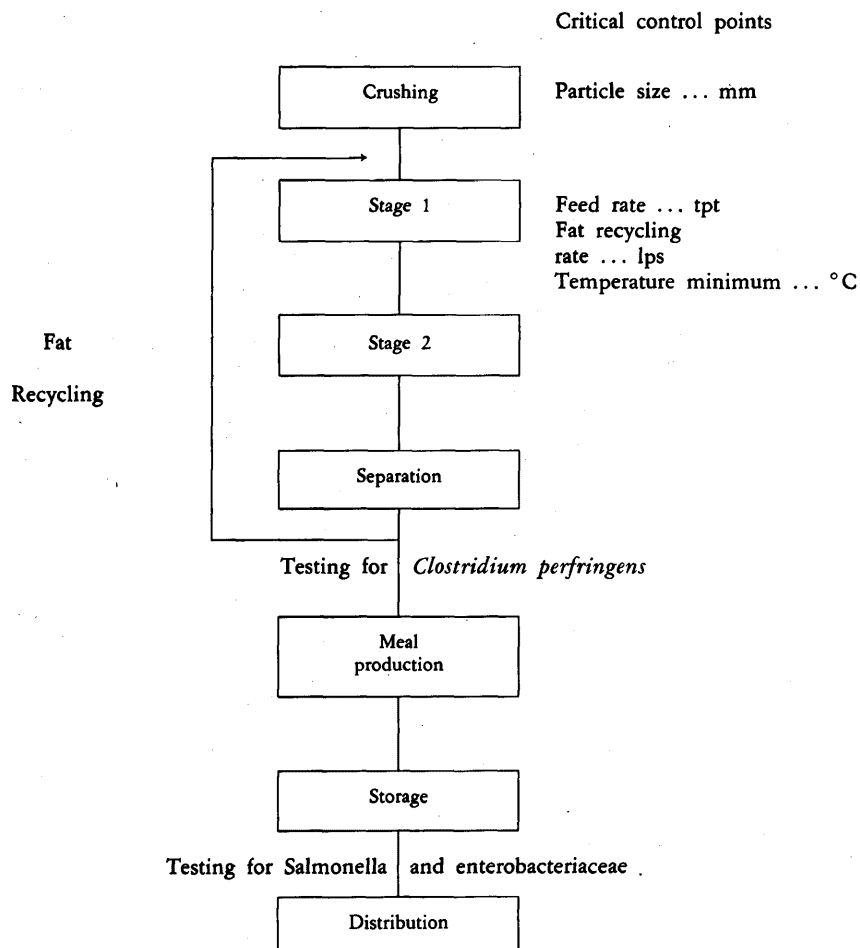 Critical control points
Crushing
Particle size ... mm
Stage 1
Feed rate ... tpt
Fat recycling
rate ... lps
Temperature minimum ... °C
Stage 2
Fat
Recycling
Separation
Testing for Clostridium perfringens
Meal
production
Storage
Testing for Salmonella and enterobacteriaceae .
Distribution